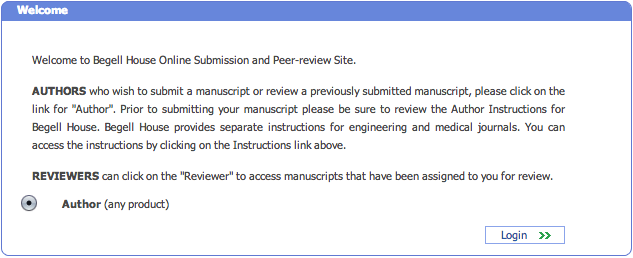 Welcome
Welcome to Begell House Online Submission and Peer-review Site.
AUTHORS who wish to submit a manuscript or review a previously submitted manuscript, please click on the
link for "Author". Prior to submitting your manuscript please be sure to review the Author Instructions for
Begell House. Begell House provides separate instructions for engineering and medical journals. You can
access the instructions by clicking on the Instructions link above.
REVIEWERS can click on the "Reviewer" to access manuscripts that have been assigned to you for review.
Author (any product)
Login >>